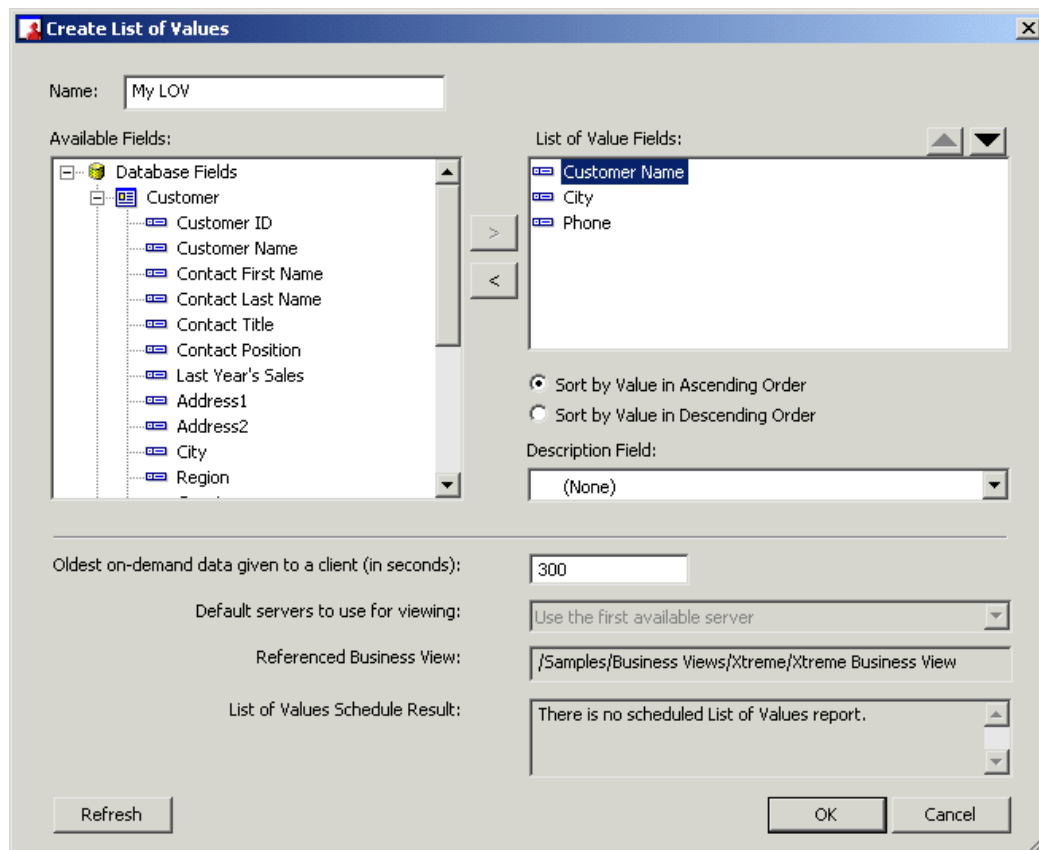 Create List of Values
Name: My LOV
Available Fields:
Database Fields
Customer
Customer ID
Customer Name
Contact First Name
Contact Last Name
Contact Title
Contact Position
Last Year's Sales
Address1
Address2
City
Region
>
<
List of Value Fields:
Customer Name
City
Phone
Sort by Value in Ascending Order
Sort by Value in Descending Order
Description Field:
(None)
Oldest on-demand data given to a client (in seconds): 300
Default servers to use for viewing: Use the first available server
Referenced Business View: /Samples/Business Views/Xtreme/Xtreme Business View
List of Values Schedule Result: There is no scheduled List of Values report.
Refresh OK Cancel